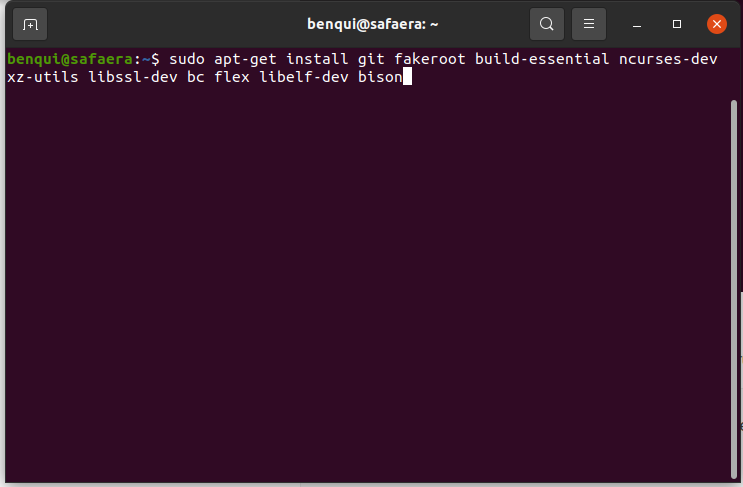 benqui@safaera: ~
benqui@safaera:~$ sudo apt-get install git fakeroot build-essential ncurses-dev
xz-utils libssl-dev bc flex libelf-dev bison